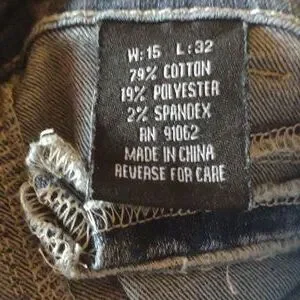 W:15 L:32
79% COTTON
19% POLYESTER
2% SPANDEX
RN 91062
MADE IN CHINA
REVERSE FOR CARE